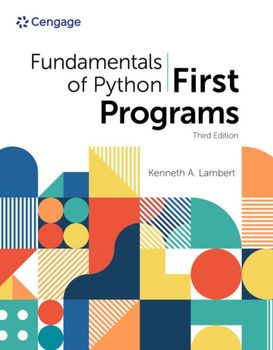 Cengage
Fundamentals
of Python
First
Programs
Third Edition
Kenneth A. Lambert